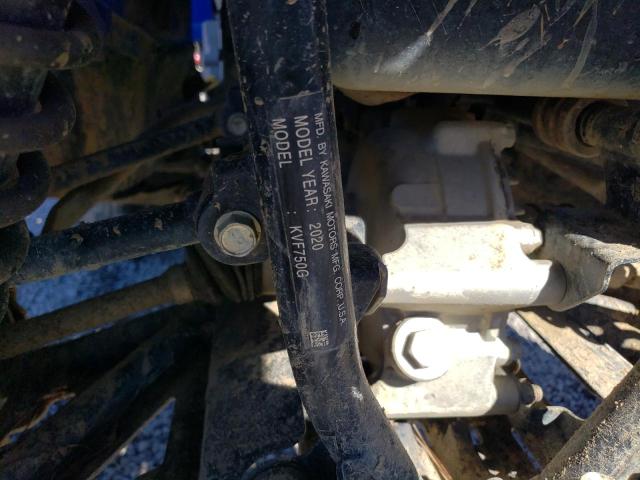 MFD. BY KAWASAKI MOTORS MFG. CORP., U.S.A.
MODEL YEAR : 2020
MODEL : KVF750G